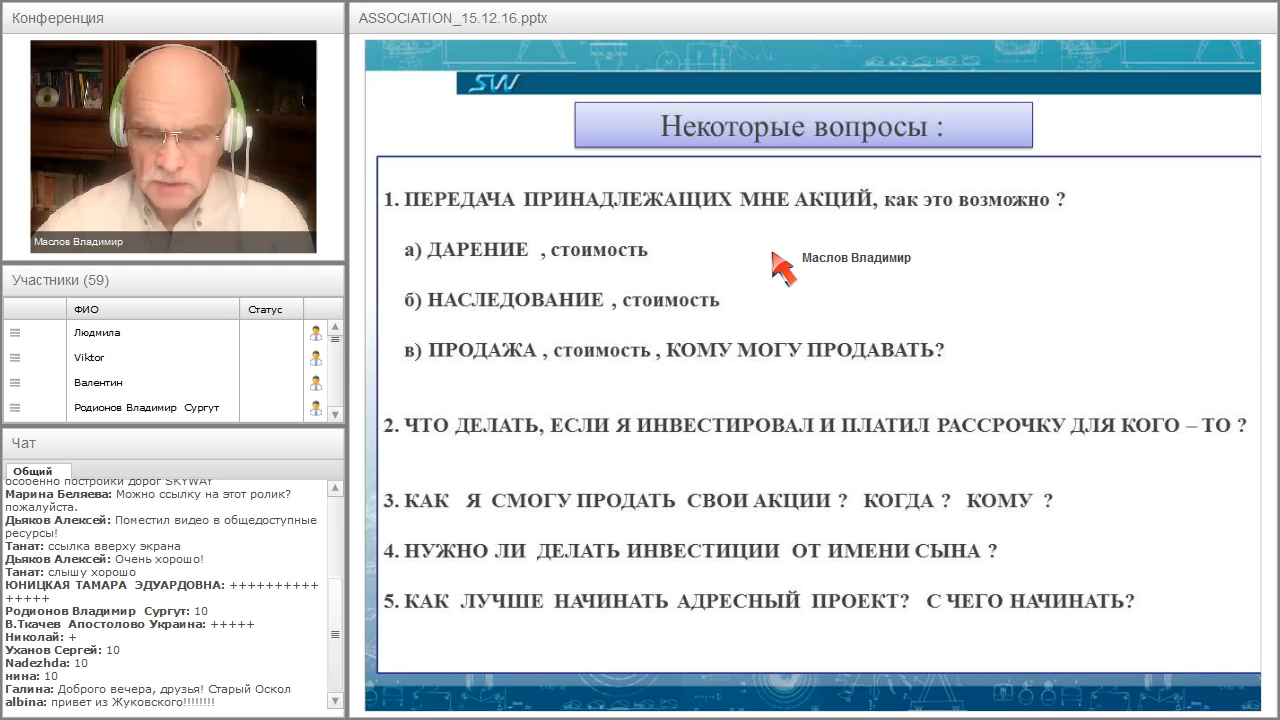 Конференция
Маслов Владимир
ASSOCIATION_15.12.16.pptx
SW
Некоторые вопросы :
1. ПЕРЕДАЧА ПРИНАДЛЕЖАЩИХ МНЕ АКЦИЙ, как это возможно ?
а) ДАРЕНИЕ , стоимость
Маслов Владимир
б) НАСЛЕДОВАНИЕ , стоимость
в) ПРОДАЖА , стоимость , КОМУ МОГУ ПРОДАВАТЬ?
2. ЧТО ДЕЛАТЬ, ЕСЛИ Я ИНВЕСТИРОВАЛ И ПЛАТИЛ РАССРОЧКУ ДЛЯ КОГО – ТО ?
3. КАК Я СМОГУ ПРОДАТЬ СВОИ АКЦИИ ? КОГДА ? КОМУ ?
4. НУЖНО ЛИ ДЕЛАТЬ ИНВЕСТИЦИИ ОТ ИМЕНИ СЫНА ?
5. КАК ЛУЧШЕ НАЧИНАТЬ АДРЕСНЫЙ ПРОЕКТ? С ЧЕГО НАЧИНАТЬ?
Участники (29)
ФИО Статус
Людмила
Viktor
Валентин
Родионов Владимир Сургут
Чат
Общий
особенно постройки дорог SKYWAY
Марина Беляева: Можно ссылку на этот ролик?
пожалуйва.
Дьяков Алексей: Поместил видео в общедоступные
ресурсы!
Танат: ссылка вверху экрана
Дьяков Алексей: Очень хорошо!
Танат: слышу хорошо
ЮНИЦКАЯ ТАМАРА ЭДУАРДОВНА: ++++++++++
+++++
Родионов Владимир Сургут: 10
В.Ткачев Апостолово Украина: +++++
Николай: +
Уханов Сергей: 10
Nadezhda: 10
нина: 10
Галина: Доброго вечера, друзья! Старый Оскол